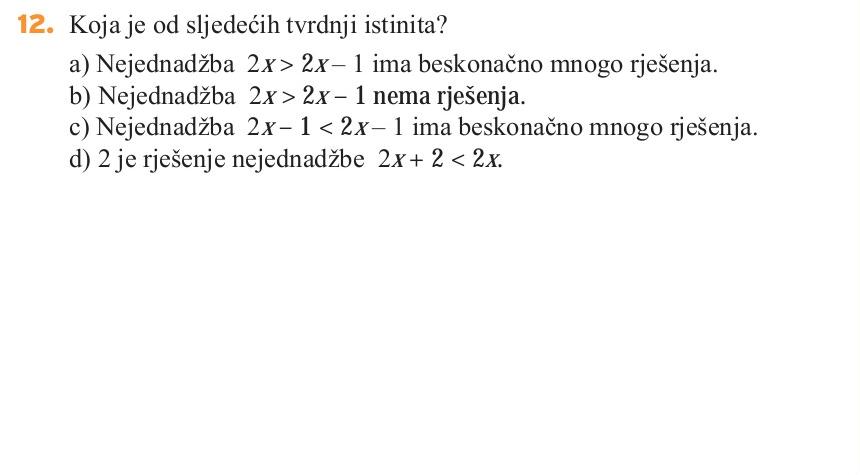 12. Koja je od sljedećih tvrdnji istinita?
a) Nejednadžba 2x > 2x – 1 ima beskonačno mnogo rješenja.
b) Nejednadžba 2x > 2x – 1 nema rješenja.
c) Nejednadžba 2x – 1 < 2x – 1 ima beskonačno mnogo rješenja.
d) 2 je rješenje nejednadžbe 2x + 2 < 2x.